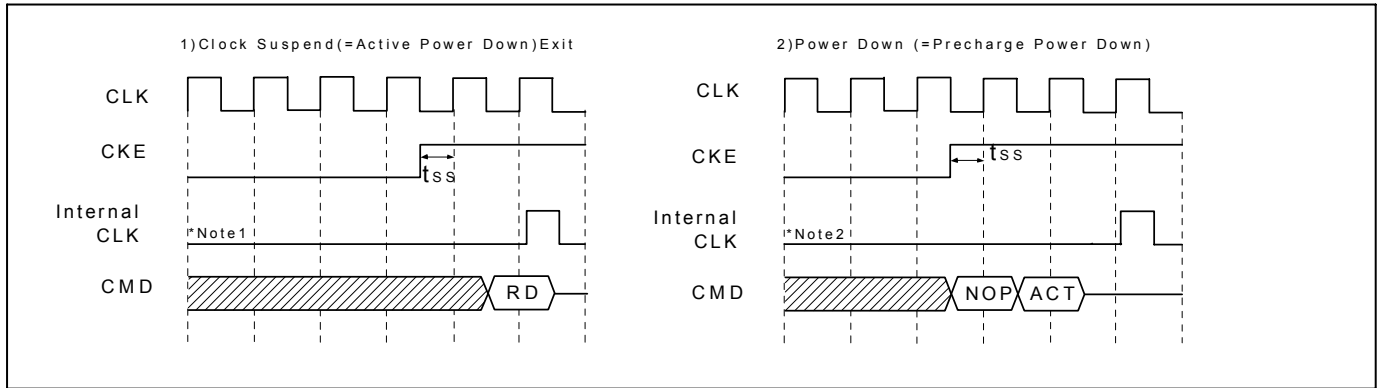 1)Clock Suspend(=Active Power Down)Exit
CLK
CKE
tss
Internal
CLK
*Note1
CMD
RD
2)Power Down (=Precharge Power Down)
CLK
CKE
tss
Internal
CLK
*Note2
CMD
NOP
ACT